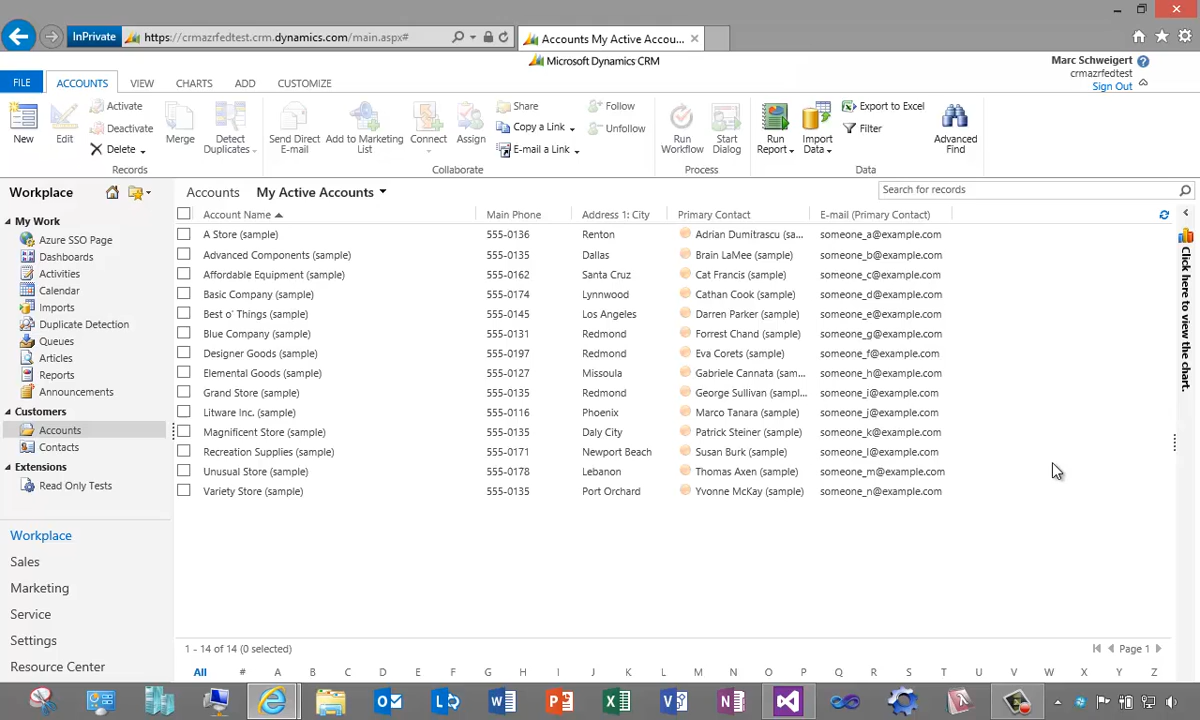 InPrivate https://crmazrfedtest.crm.dynamics.com/main.aspx# Accounts My Active Accou...
Microsoft Dynamics CRM
Marc Schweigert
crmazrfedtest
Sign Out
FILE ACCOUNTS VIEW CHARTS ADD CUSTOMIZE
New
Edit
Activate
Deactivate
Delete
Merge
Detect
Duplicates
Records
Send Direct
E-mail
Add to Marketing
List
Connect
Assign
Share
Copy a Link
E-mail a Link
Follow
Unfollow
Collaborate
Run
Workflow
Start
Dialog
Process
Run
Report
Import
Data
Export to Excel
Filter
Advanced
Find
Data
Workplace
My Work
Azure SSO Page
Dashboards
Activities
Calendar
Imports
Duplicate Detection
Queues
Articles
Reports
Announcements
Customers
Accounts
Contacts
Extensions
Read Only Tests
Workplace
Sales
Marketing
Service
Settings
Resource Center
Accounts My Active Accounts
Search for records
Account Name Main Phone Address 1: City Primary Contact E-mail (Primary Contact)
A Store (sample) 555-0136 Renton Adrian Dumitrascu (sa... someone_a@example.com
Advanced Components (sample) 555-0135 Dallas Brain LaMee (sample) someone_b@example.com
Affordable Equipment (sample) 555-0162 Santa Cruz Cat Francis (sample) someone_c@example.com
Basic Company (sample) 555-0174 Lynnwood Cathan Cook (sample) someone_d@example.com
Best o' Things (sample) 555-0145 Los Angeles Darren Parker (sample) someone_e@example.com
Blue Company (sample) 555-0131 Redmond Forrest Chand (sample) someone_g@example.com
Designer Goods (sample) 555-0197 Redmond Eva Corets (sample) someone_f@example.com
Elemental Goods (sample) 555-0127 Missoula Gabriele Cannata (sam... someone_h@example.com
Grand Store (sample) 555-0135 Redmond George Sullivan (sampl... someone_i@example.com
Litware Inc. (sample) 555-0116 Phoenix Marco Tanara (sample) someone_j@example.com
Magnificent Store (sample) 555-0135 Daly City Patrick Steiner (sample) someone_k@example.com
Recreation Supplies (sample) 555-0171 Newport Beach Susan Burk (sample) someone_l@example.com
Unusual Store (sample) 555-0178 Lebanon Thomas Axen (sample) someone_m@example.com
Variety Store (sample) 555-0135 Port Orchard Yvonne McKay (sample) someone_n@example.com
Click here to view the chart.
1 - 14 of 14 (0 selected) Page 1
All # A B C D E F G H I J K L M N O P Q R S T U V W X Y Z